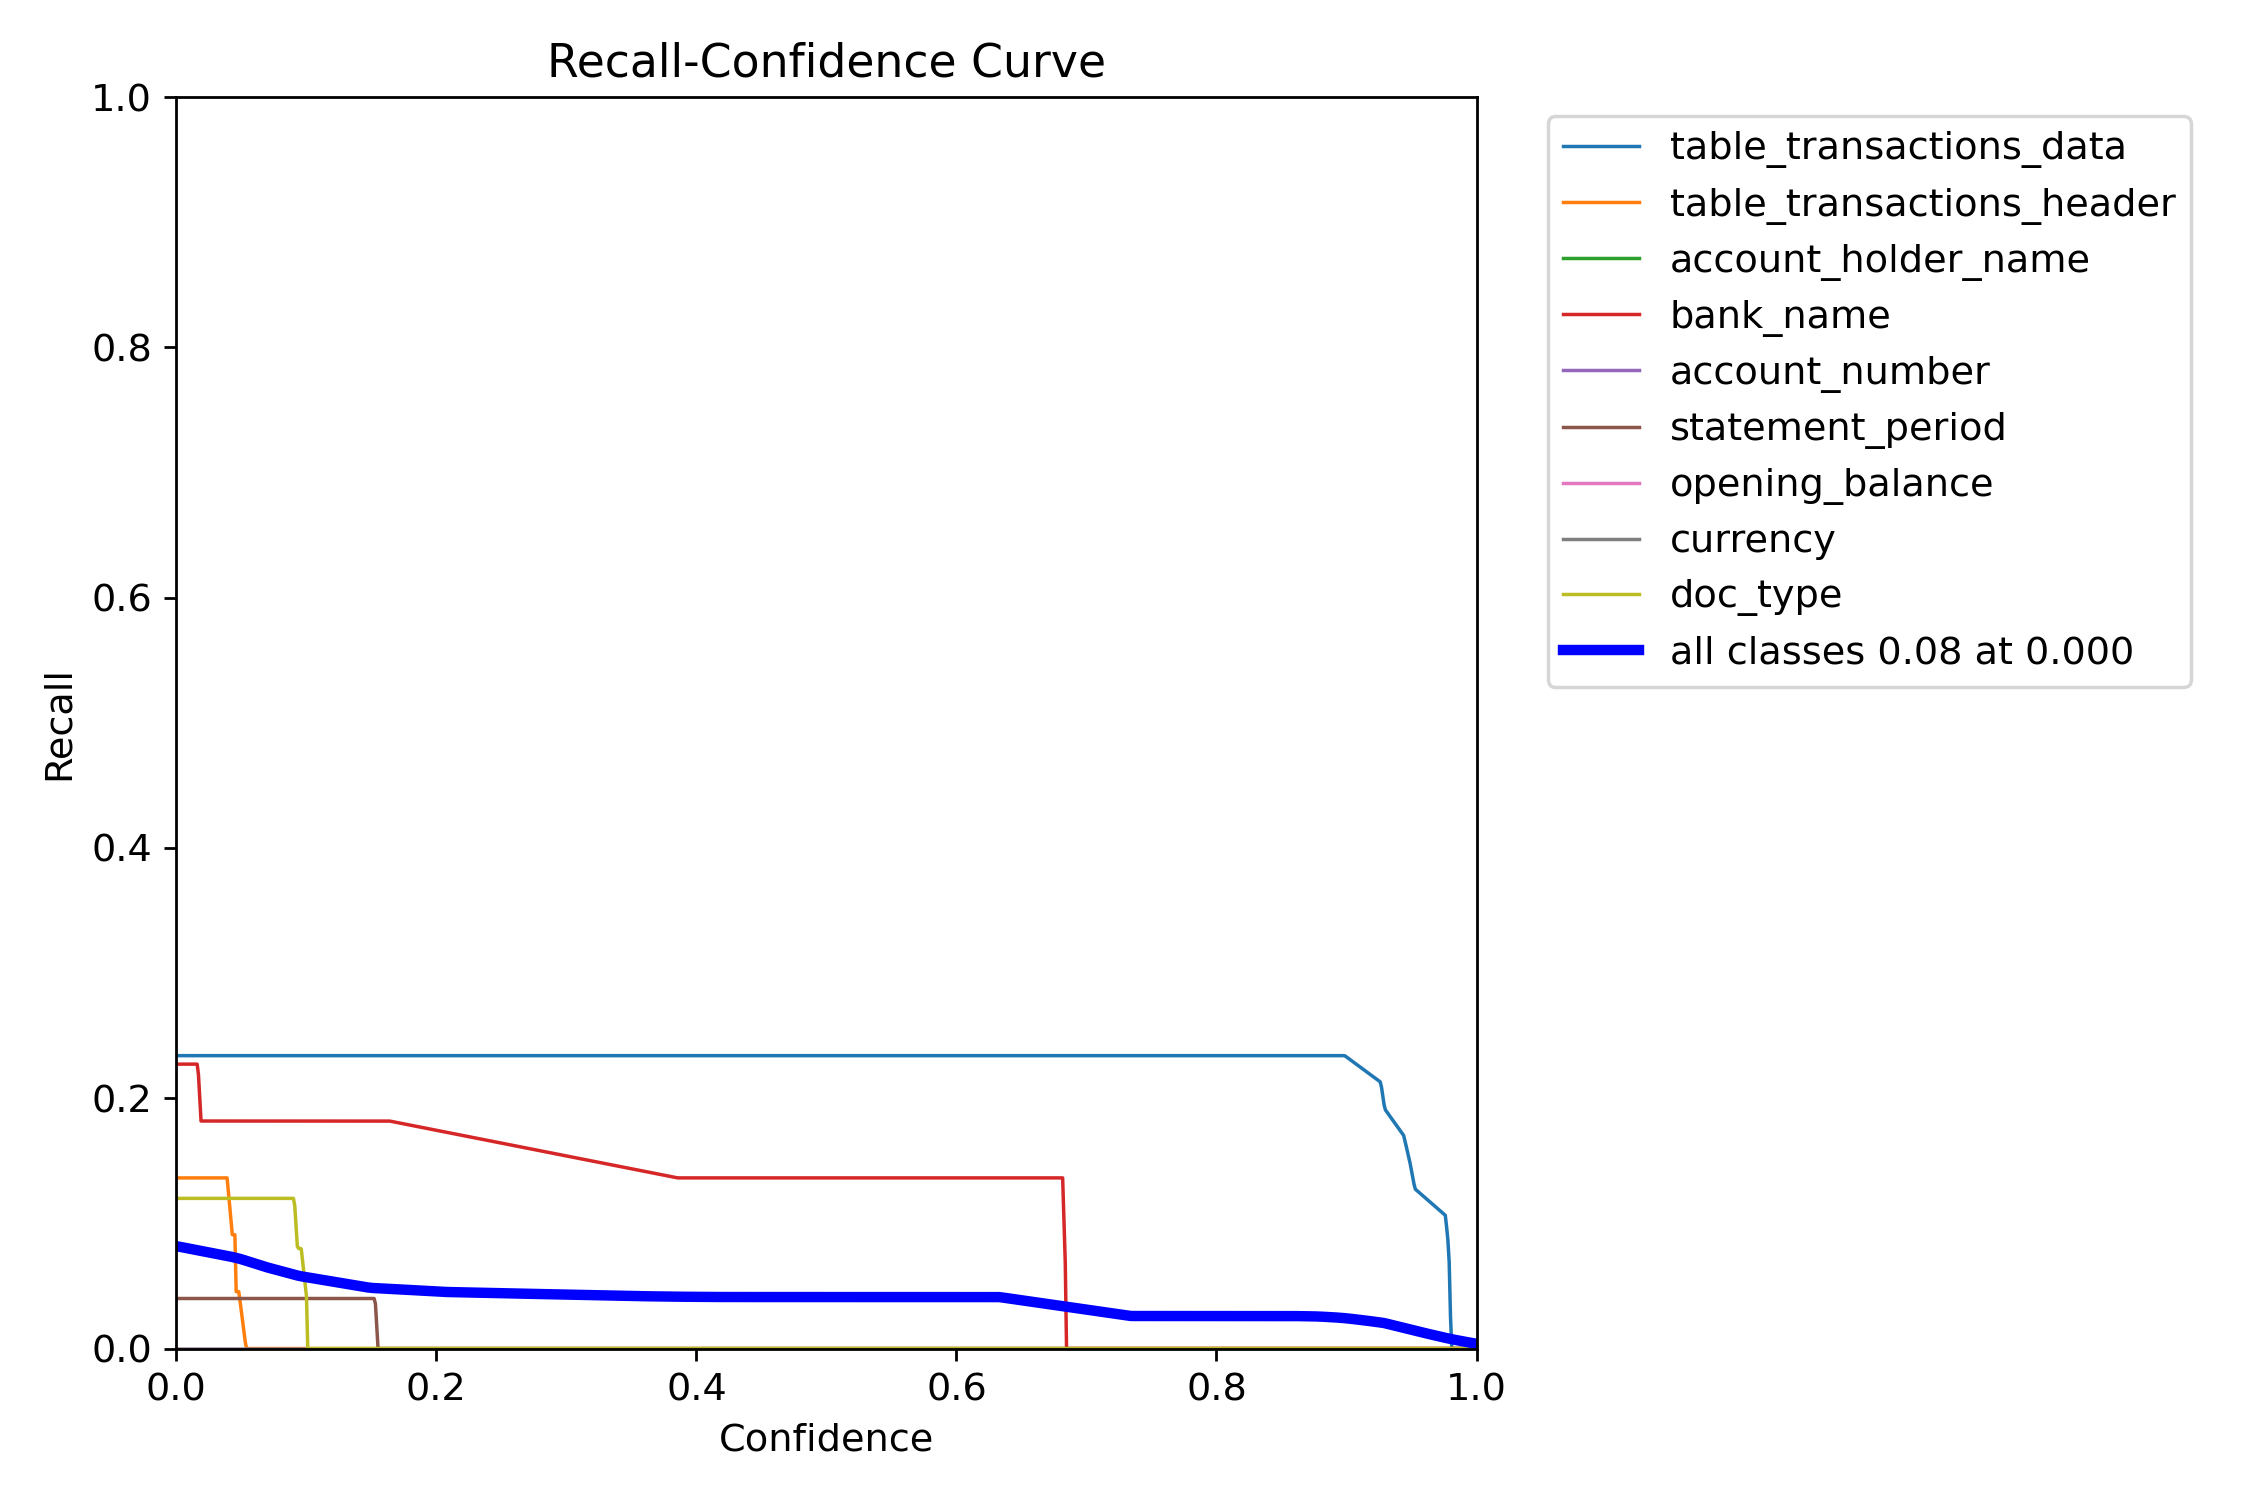 Recall-Confidence Curve
1.0
0.8
0.6
0.4
0.2
0.0
Recall
0.0 0.2 0.4 0.6 0.8 1.0
Confidence
table_transactions_data
table_transactions_header
account_holder_name
bank_name
account_number
statement_period
opening_balance
currency
doc_type
all classes 0.08 at 0.000